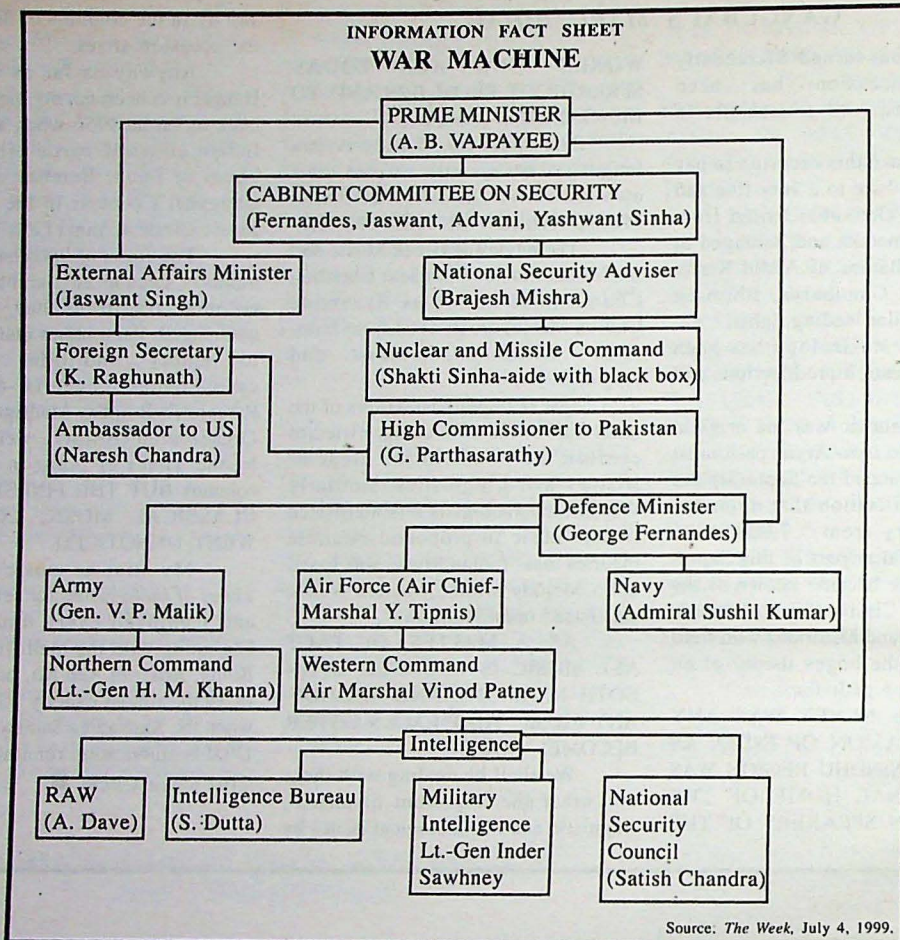 INFORMATION FACT SHEET
WAR MACHINE
PRIME MINISTER
(A. B. VAJPAYEE)
CABINET COMMITTEE ON SECURITY
(Fernandes, Jaswant, Advani, Yashwant Sinha)
External Affairs Minister
(Jaswant Singh)
National Security Adviser
(Brajesh Mishra)
Foreign Secretary
(K. Raghunath)
Nuclear and Missile Command
(Shakti Sinha-aide with black box)
Ambassador to US
(Naresh Chandra)
High Commissioner to Pakistan
(G. Parthasarathy)
Defence Minister
(George Fernandes)
Army
(Gen. V. P. Malik)
Air Force (Air Chief-
Marshal Y. Tipnis)
Navy
(Admiral Sushil Kumar)
Northern Command
(Lt.-Gen H. M. Khanna)
Western Command
Air Marshal Vinod Patney
Intelligence
RAW
(A. Dave)
Intelligence Bureau
(S. Dutta)
Military
Intelligence
Lt.-Gen Inder
Sawhney
National
Security
Council
(Satish Chandra)
Source: The Week, July 4, 1999.